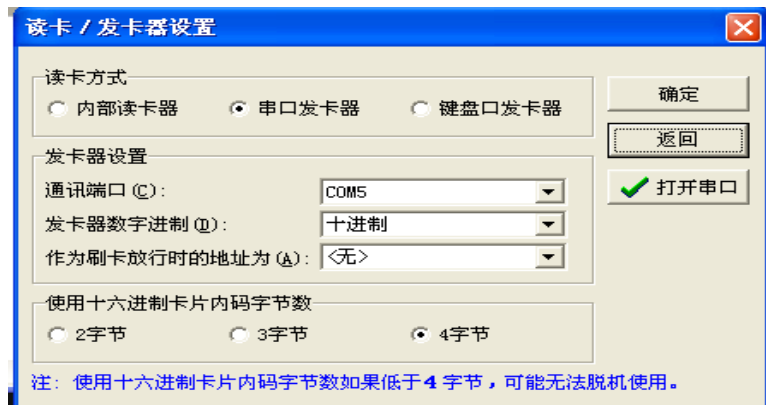 读卡 / 发卡器设置
读卡方式
内部读卡器 串口发卡器 键盘口发卡器
确定
返回
打开串口
发卡器设置
通讯端口(C): COM5
发卡器数字进制(D): 十进制
作为刷卡放行时的地址为(A): <无>
使用十六进制卡片内码字节数
2字节 3字节 4字节
注: 使用十六进制卡片内码字节数如果低于4 字节,可能无法脱机使用。